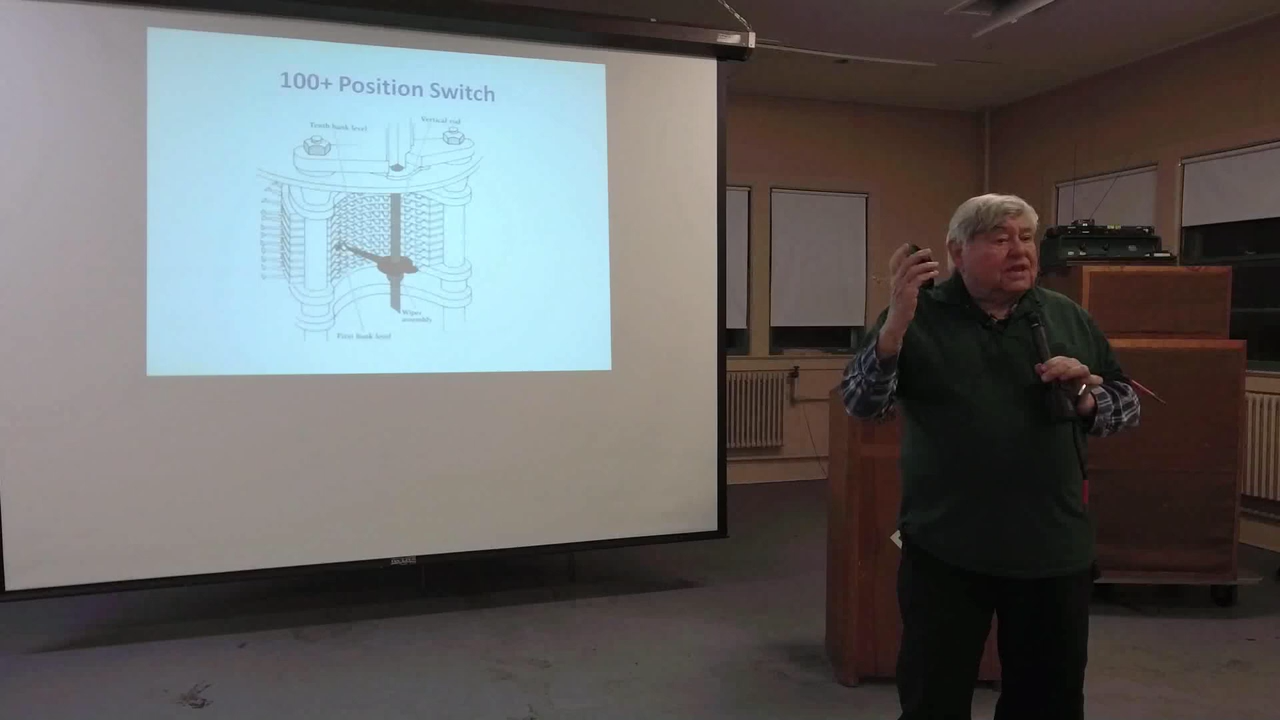 100+ Position Switch
Tenth bank level
Vertical rod
Wiper
assembly
First bank level